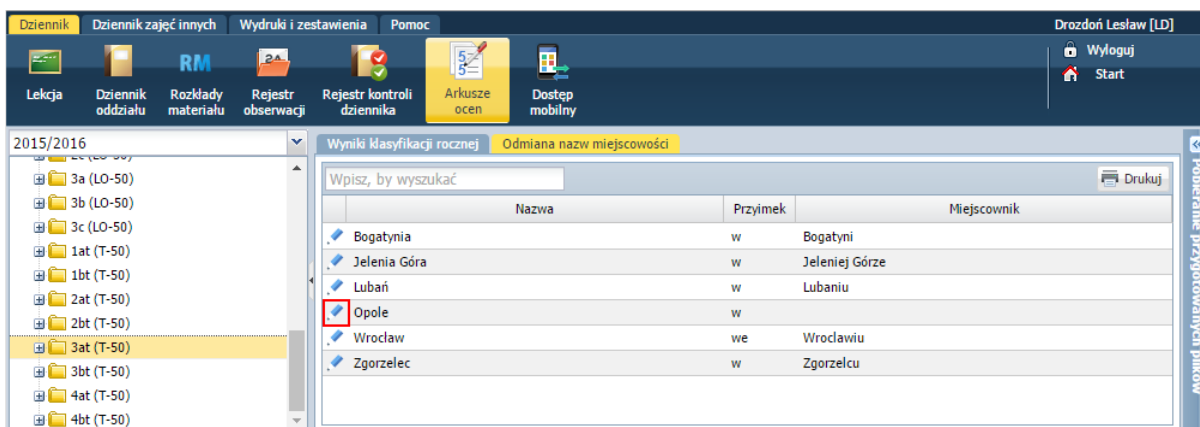 Dziennik Dziennik zajęć innych Wydruki i zestawienia Pomoc Drozdoń Lesław [LD]
Wyloguj
Start
RM
Lekcja Dziennik oddziału Rozkłady materiału Rejestr obserwacji Rejestr kontroli dziennika Arkusze ocen Dostęp mobilny
2015/2016
Wyniki klasyfikacji rocznej Odmiana nazw miejscowości
3a (LO-50)
3b (LO-50)
3c (LO-50)
1at (T-50)
1bt (T-50)
2at (T-50)
2bt (T-50)
3at (T-50)
3bt (T-50)
4at (T-50)
4bt (T-50)
Wpisz, by wyszukać Drukuj
Nazwa Przyimek Miejscownik
Bogatynia w Bogatyni
Jelenia Góra w Jeleniej Górze
Lubań w Lubaniu
Opole w
Wrocław we Wroclawiu
Zgorzelec w Zgorzelcu
Pobieranie przygotowanych plików